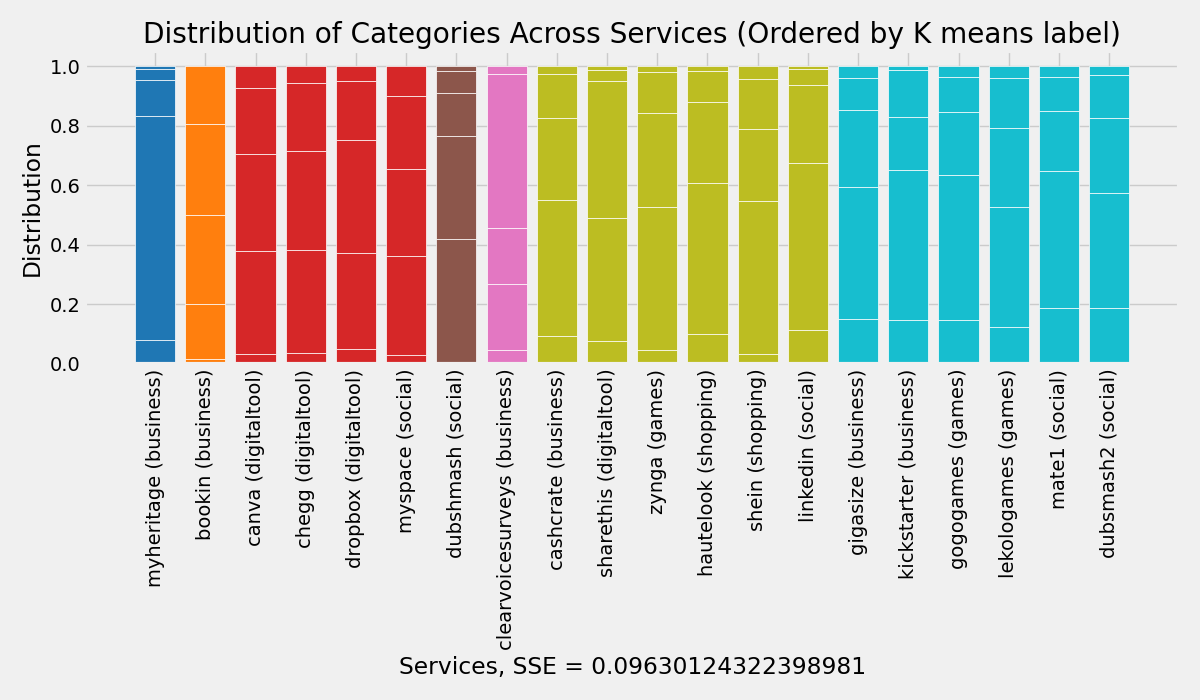 Distribution of Categories Across Services (Ordered by K means label)
Distribution
1.0
0.8
0.6
0.4
0.2
0.0
myheritage (business)
bookin (business)
canva (digitaltool)
chegg (digitaltool)
dropbox (digitaltool)
myspace (social)
dubshmash (social)
clearvoicesurveys (business)
cashcrate (business)
sharethis (digitaltool)
zynga (games)
hautelook (shopping)
shein (shopping)
linkedin (social)
gigasize (business)
kickstarter (business)
gogogames (games)
lekologames (games)
mate1 (social)
dubsmash2 (social)
Services, SSE = 0.09630124322398981